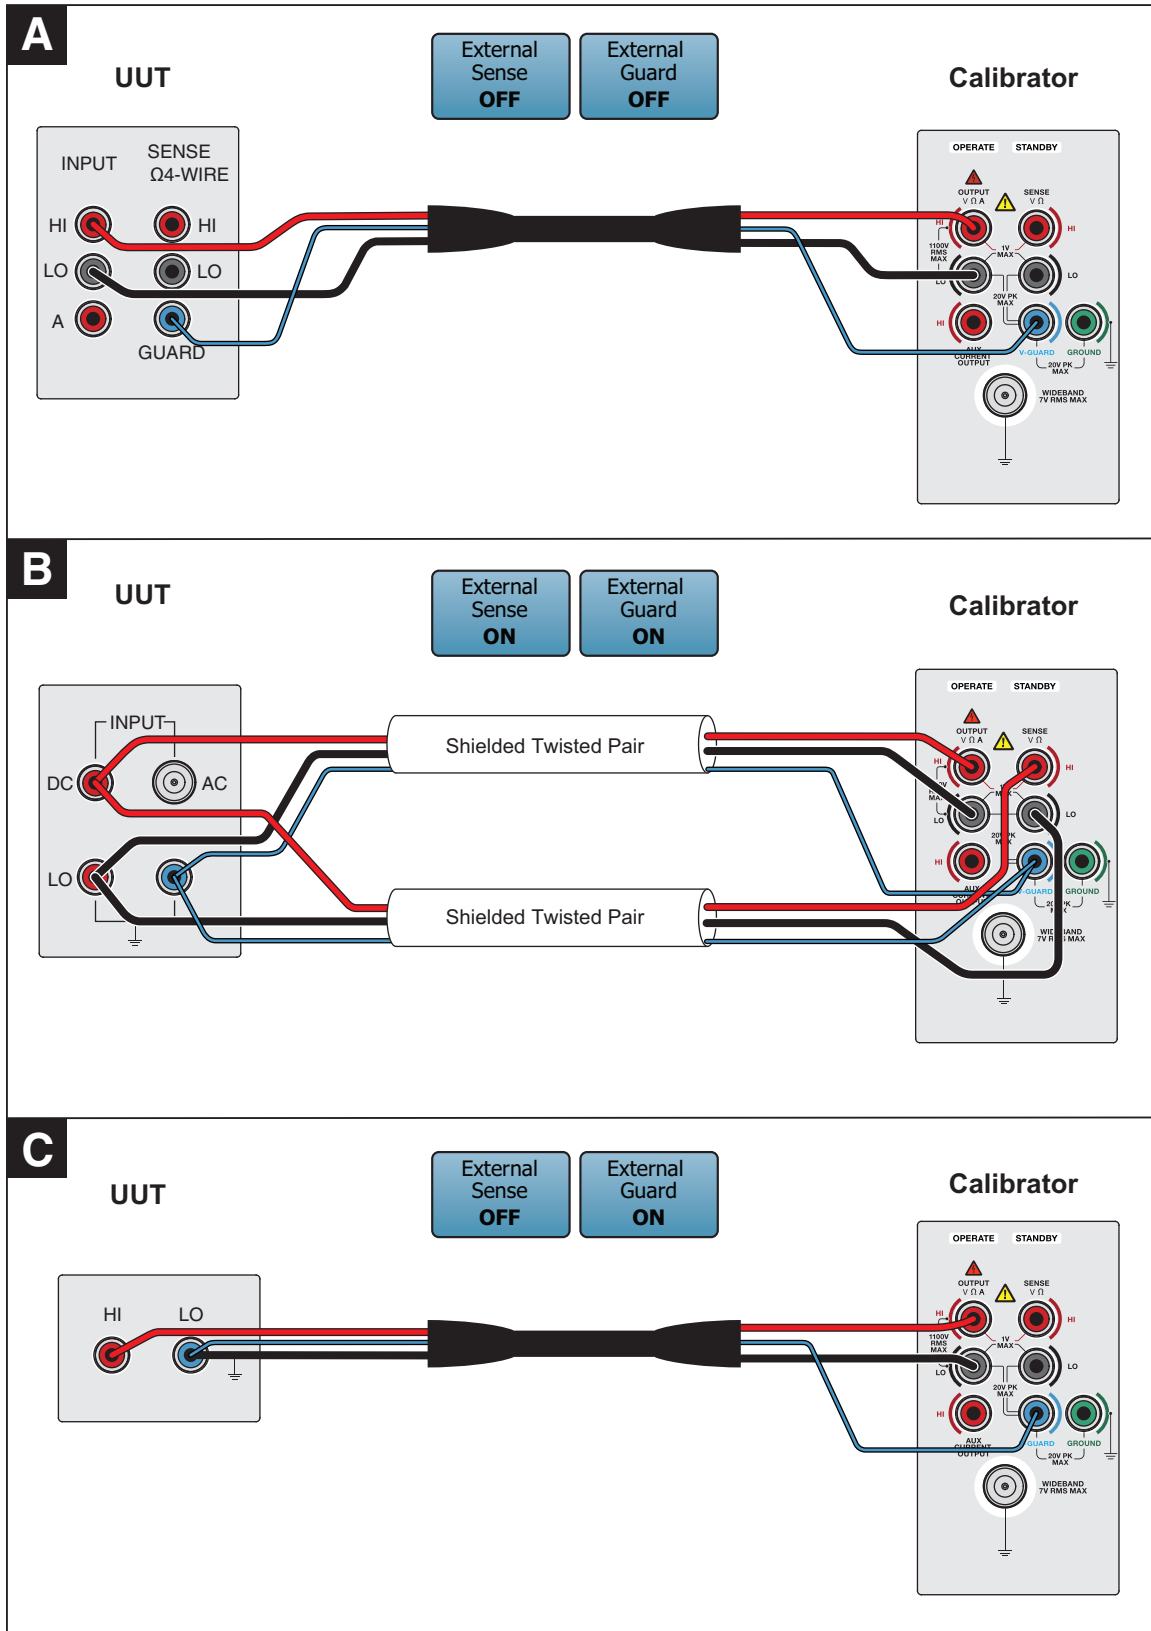 A
UUT
External
Sense
OFF
External
Guard
OFF
Calibrator
INPUT
SENSE
Ω4-WIRE
HI
HI
LO
LO
A
GUARD
OPERATE
STANDBY
OUTPUT
V Ω A
SENSE
V Ω
HI
HI
1100V
RMS
MAX
1V
MAX
LO
LO
20V PK
MAX
HI
AUX
CURRENT
OUTPUT
V-GUARD
GROUND
20V PK
MAX
WIDEBAND
7V RMS MAX
B
UUT
External
Sense
ON
External
Guard
ON
Calibrator
INPUT
DC
AC
LO
Shielded Twisted Pair
Shielded Twisted Pair
OPERATE
STANDBY
OUTPUT
V Ω A
SENSE
V Ω
HI
HI
MAX
LO
LO
HI
MAX
7V RMS MAX
C
UUT
External
Sense
OFF
External
Guard
ON
Calibrator
HI
LO
OPERATE
STANDBY
OUTPUT
V Ω A
SENSE
V Ω
HI
HI
1100V
RMS
MAX
1V
MAX
LO
LO
20V PK
MAX
HI
AUX
CURRENT
OUTPUT
GUARD
GROUND
20V PK
MAX
WIDEBAND
7V RMS MAX